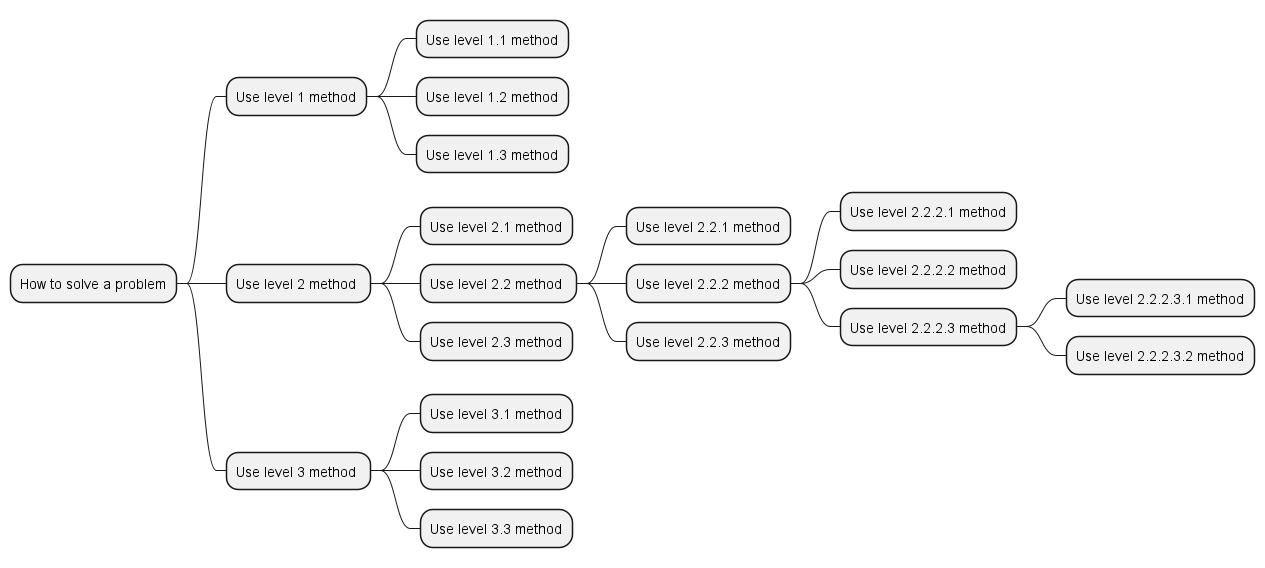 How to solve a problem
Use level 1 method
Use level 1.1 method
Use level 1.2 method
Use level 1.3 method
Use level 2 method
Use level 2.1 method
Use level 2.2 method
Use level 2.2.1 method
Use level 2.2.2 method
Use level 2.2.2.1 method
Use level 2.2.2.2 method
Use level 2.2.2.3 method
Use level 2.2.2.3.1 method
Use level 2.2.2.3.2 method
Use level 2.2.3 method
Use level 2.3 method
Use level 3 method
Use level 3.1 method
Use level 3.2 method
Use level 3.3 method